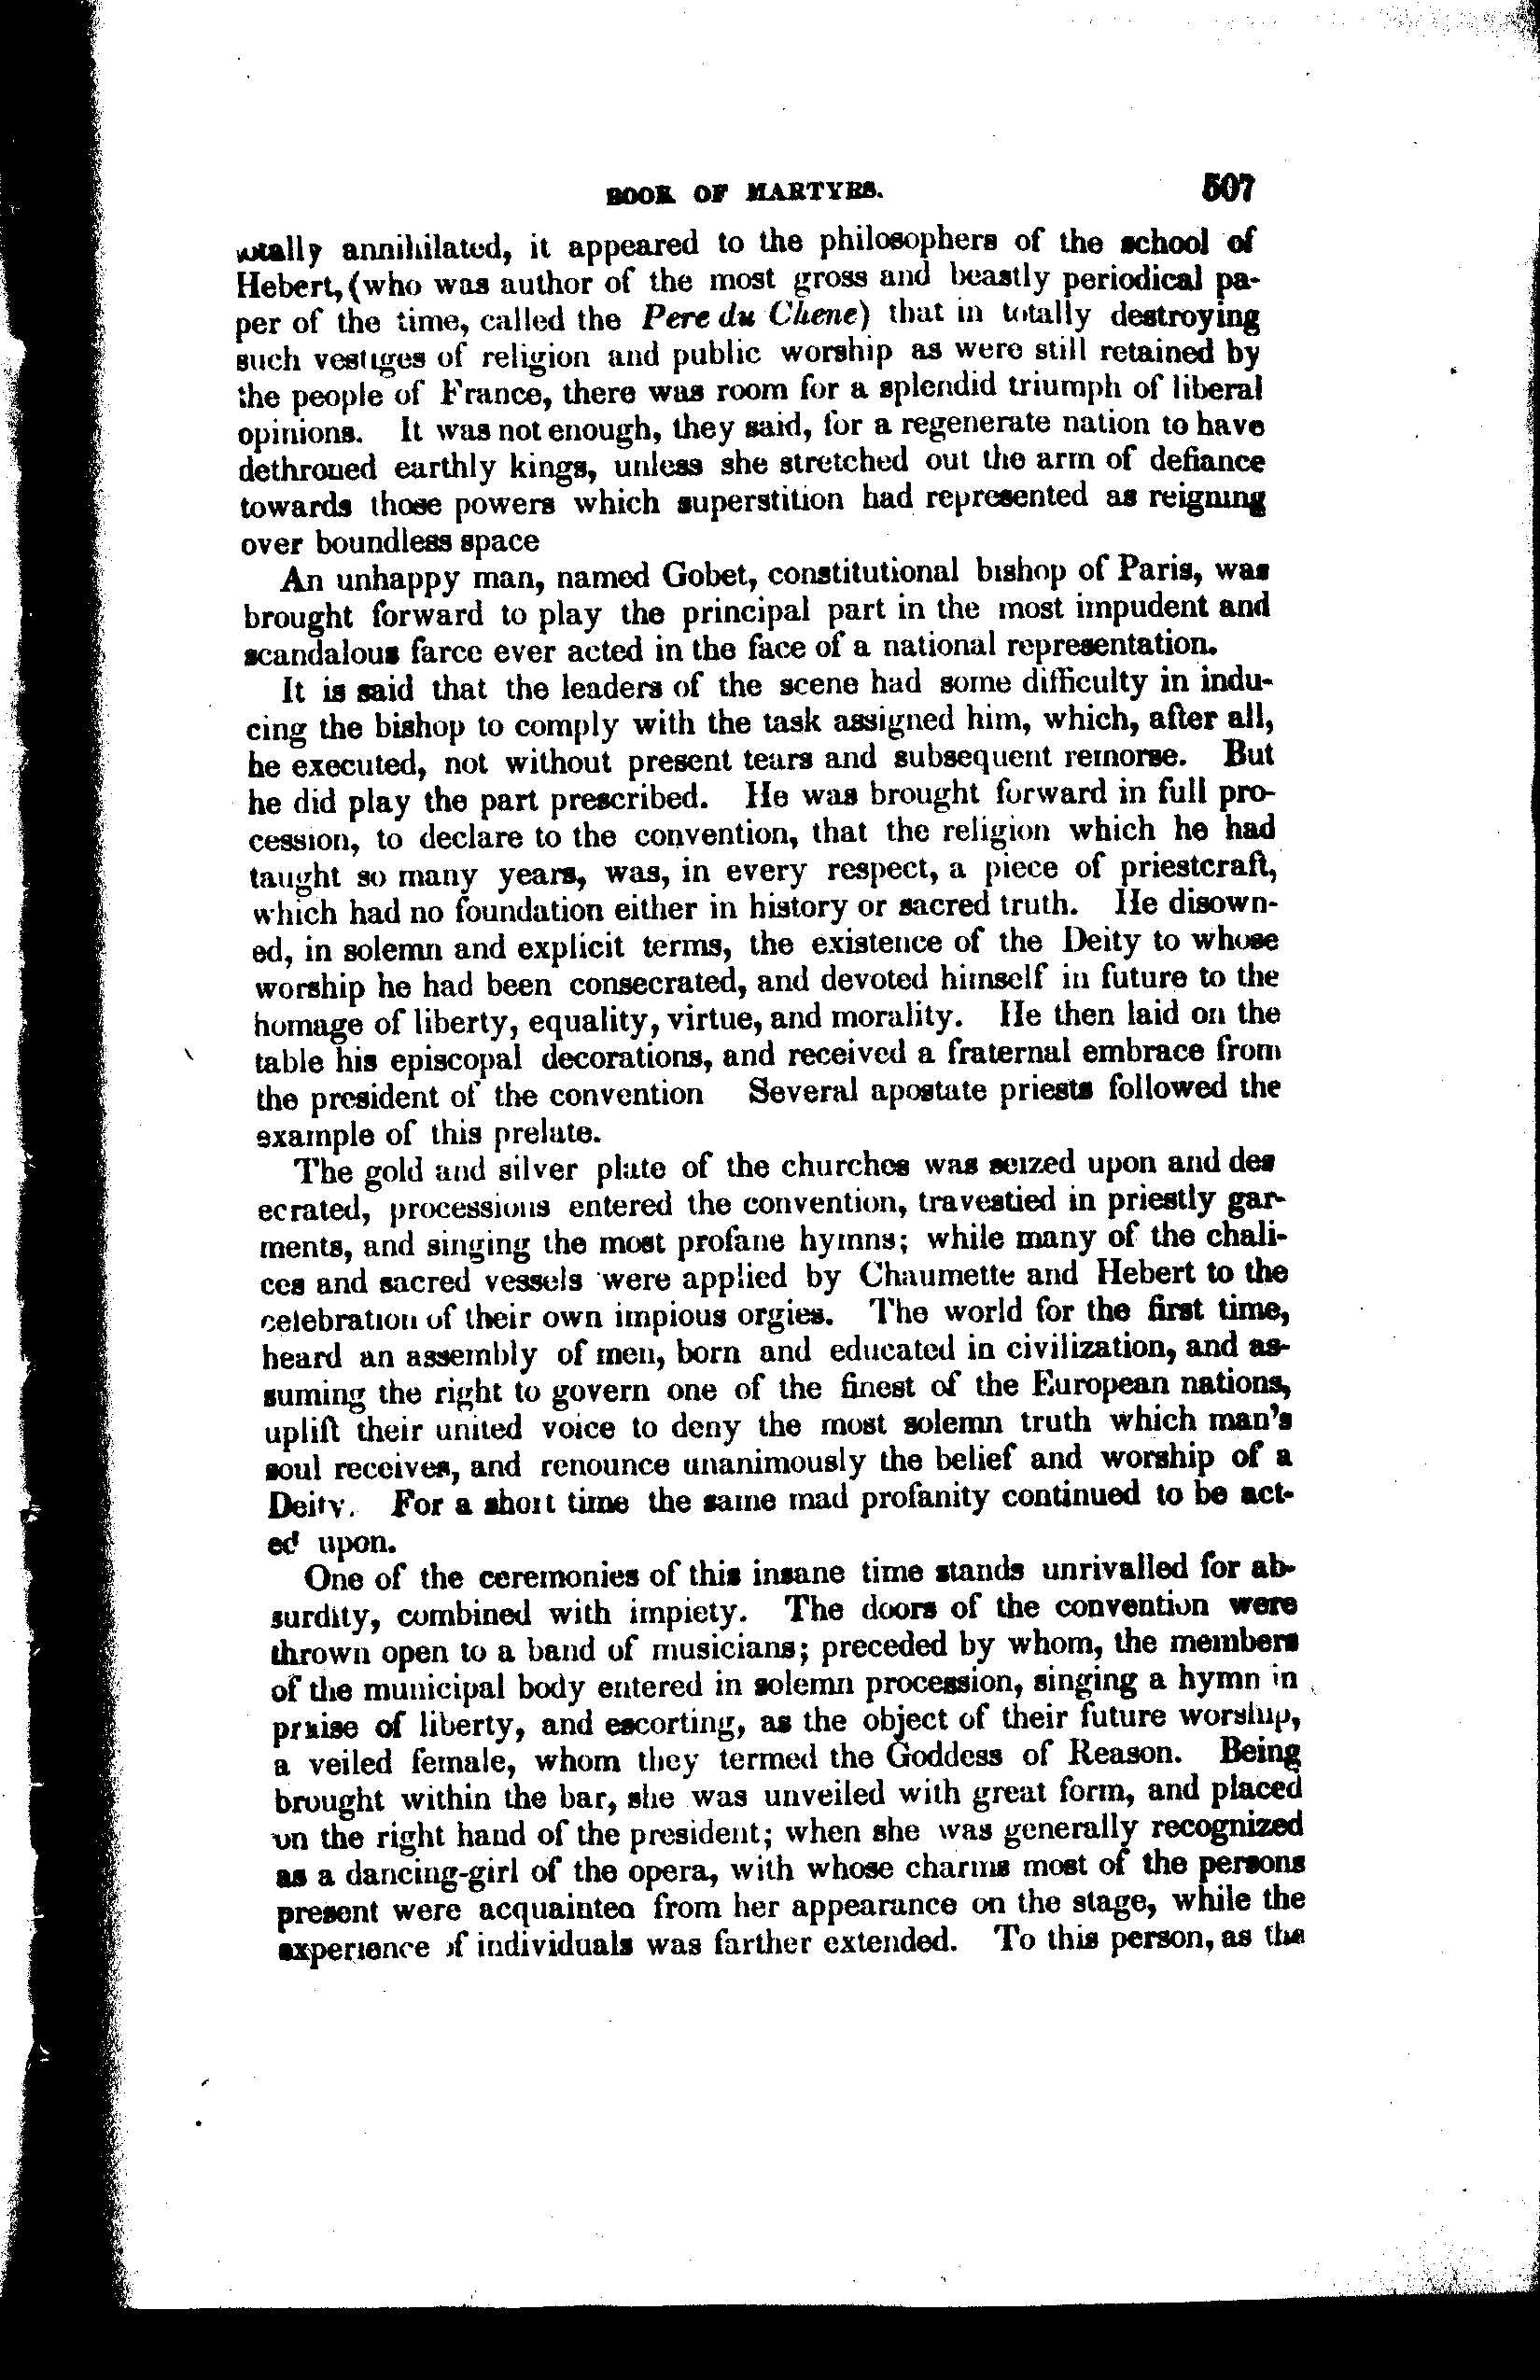 BOOK OF MARTYRS. 507
totally annihilated, it appeared to the philosophers of the school of
Hebert, (who was author of the most gross and beastly periodical pa-
per of the time, called the Pere du Chene) that in totally destroying
such vestiges of religion and public worship as were still retained by
the people of France, there was room for a splendid triumph of liberal
opinions. It was not enough, they said, for a regenerate nation to have
dethroned earthly kings, unless she stretched out the arm of defiance
towards those powers which superstition had represented as reigning
over boundless space
An unhappy man, named Gobet, constitutional bishop of Paris, was
brought forward to play the principal part in the most impudent and
scandalous farce ever acted in the face of a national representation.
It is said that the leaders of the scene had some difficulty in indu-
cing the bishop to comply with the task assigned him, which, after all,
he executed, not without present tears and subsequent remorse. But
he did play the part prescribed. He was brought forward in full pro-
cession, to declare to the convention, that the religion which he had
taught so many years, was, in every respect, a piece of priestcraft,
which had no foundation either in history or sacred truth. He disown-
ed, in solemn and explicit terms, the existence of the Deity to whose
worship he had been consecrated, and devoted himself in future to the
homage of liberty, equality, virtue, and morality. He then laid on the
table his episcopal decorations, and received a fraternal embrace from
the president of the convention Several apostate priests followed the
example of this prelate.
The gold and silver plate of the churches was seized upon and des
ecrated, processions entered the convention, travestied in priestly gar-
ments, and singing the most profane hymns; while many of the chali-
ces and sacred vessels were applied by Chaumette and Hebert to the
celebration of their own impious orgies. The world for the first time,
heard an assembly of men, born and educated in civilization, and as-
suming the right to govern one of the finest of the European nations,
uplift their united voice to deny the most solemn truth which man's
soul receives, and renounce unanimously the belief and worship of a
Deity. For a short time the same mad profanity continued to be act-
ed upon.
One of the ceremonies of this insane time stands unrivalled for ab-
surdity, combined with impiety. The doors of the convention were
thrown open to a band of musicians; preceded by whom, the members
of the municipal body entered in solemn procession, singing a hymn in
praise of liberty, and escorting, as the object of their future worship,
a veiled female, whom they termed the Goddess of Reason. Being
brought within the bar, she was unveiled with great form, and placed
on the right hand of the president; when she was generally recognized
as a dancing-girl of the opera, with whose charms most of the persons
present were acquainted from her appearance on the stage, while the
experience of individuals was farther extended. To this person, as the